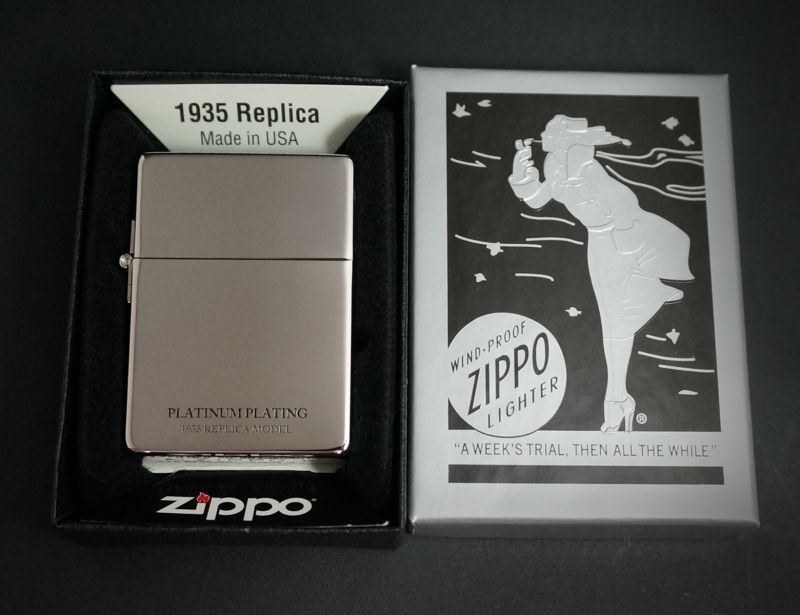 1935 Replica
Made in USA
PLATINUM PLATING
1935 REPLICA MODEL
zippo
WIND-PROOF
ZIPPO
LIGHTER
®
"A WEEK'S TRIAL, THEN ALL THE WHILE"